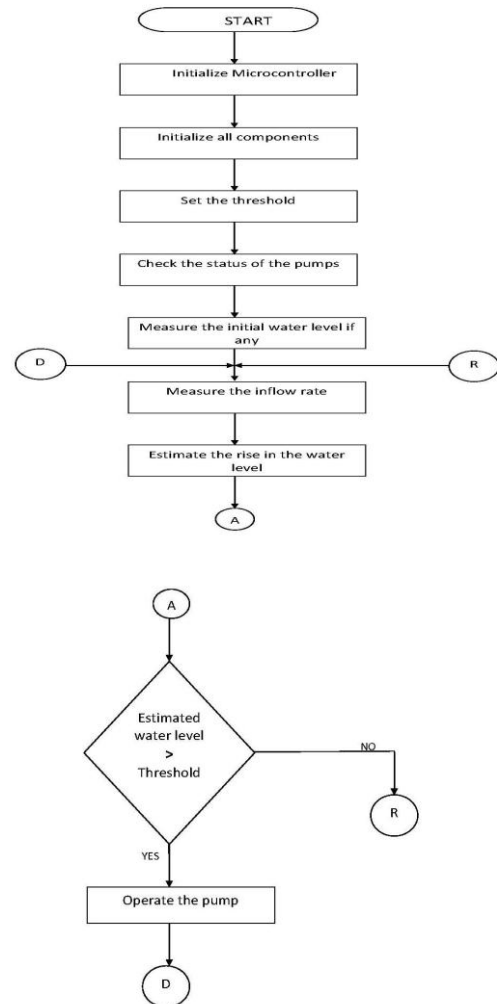 START
Initialize Microcontroller
Initialize all components
Set the threshold
Check the status of the pumps
Measure the initial water level if
any
D
R
Measure the inflow rate
Estimate the rise in the water
level
A
A
Estimated
water level
>
Threshold
NO
R
YES
Operate the pump
D